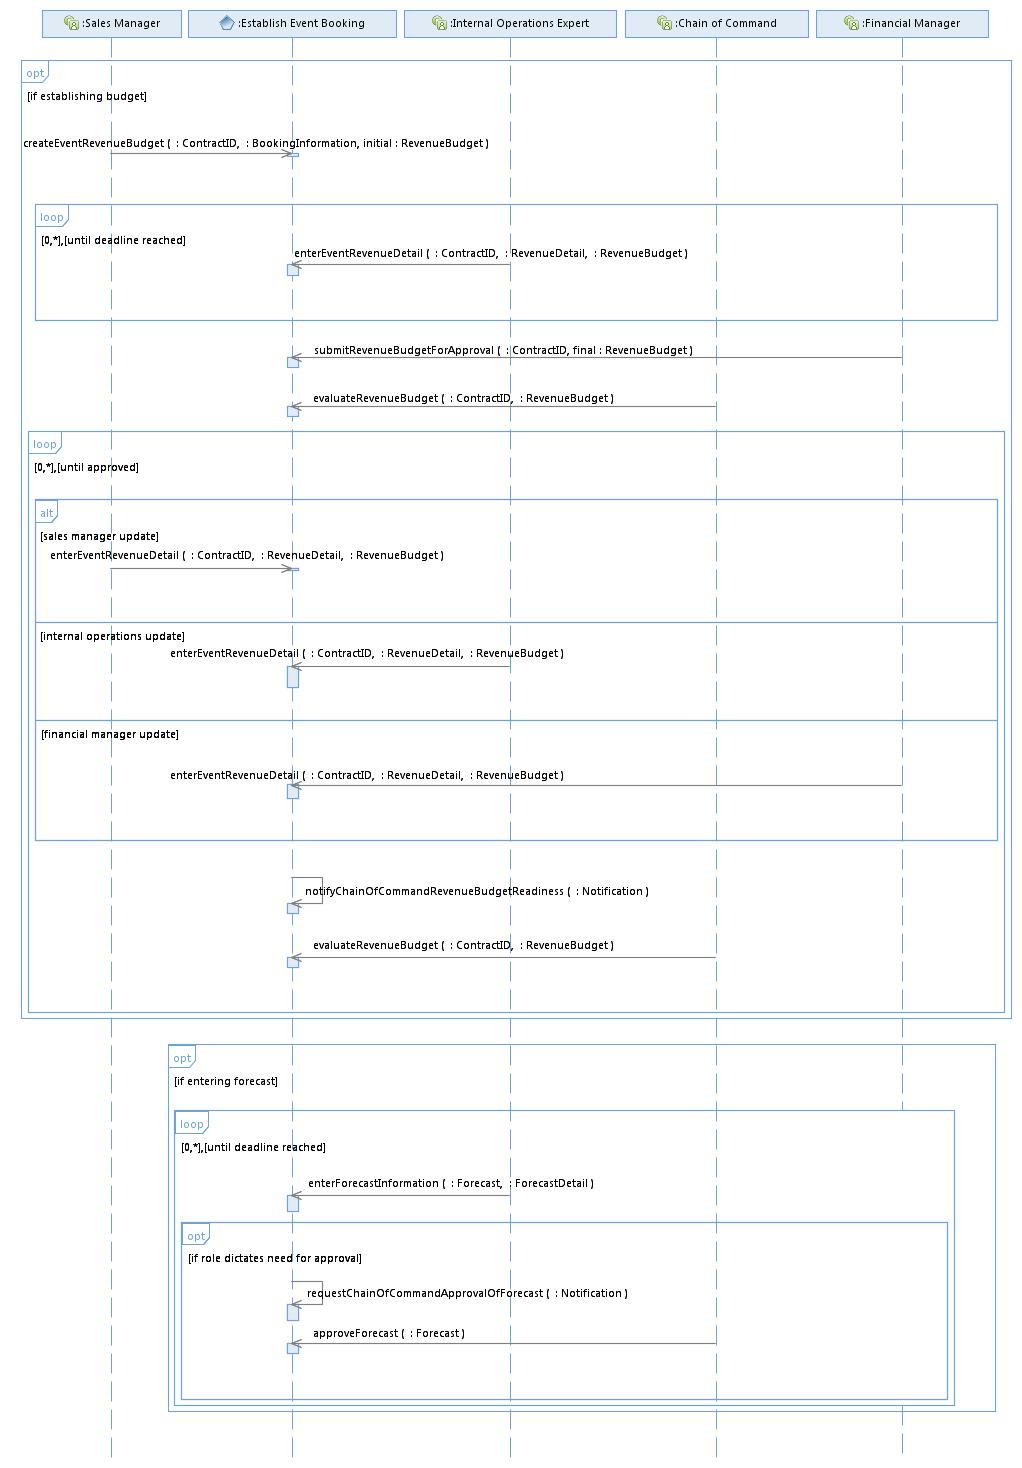 :Sales Manager
:Establish Event Booking
:Internal Operations Expert
:Chain of Command
:Financial Manager
opt
[if establishing budget]
createEventRevenueBudget ( : ContractID, : BookingInformation, initial : RevenueBudget )
loop
[0,*],[until deadline reached]
enterEventRevenueDetail ( : ContractID, : RevenueDetail, : RevenueBudget )
submitRevenueBudgetForApproval ( : ContractID, final : RevenueBudget )
evaluateRevenueBudget ( : ContractID, : RevenueBudget )
loop
[0,*],[until approved]
alt
[sales manager update]
enterEventRevenueDetail ( : ContractID, : RevenueDetail, : RevenueBudget )
[internal operations update]
enterEventRevenueDetail ( : ContractID, : RevenueDetail, : RevenueBudget )
[financial manager update]
enterEventRevenueDetail ( : ContractID, : RevenueDetail, : RevenueBudget )
notifyChainOfCommandRevenueBudgetReadiness ( : Notification )
evaluateRevenueBudget ( : ContractID, : RevenueBudget )
opt
[if entering forecast]
loop
[0,*],[until deadline reached]
enterForecastInformation ( : Forecast, : ForecastDetail )
opt
[if role dictates need for approval]
requestChainOfCommandApprovalOfForecast ( : Notification )
approveForecast ( : Forecast )